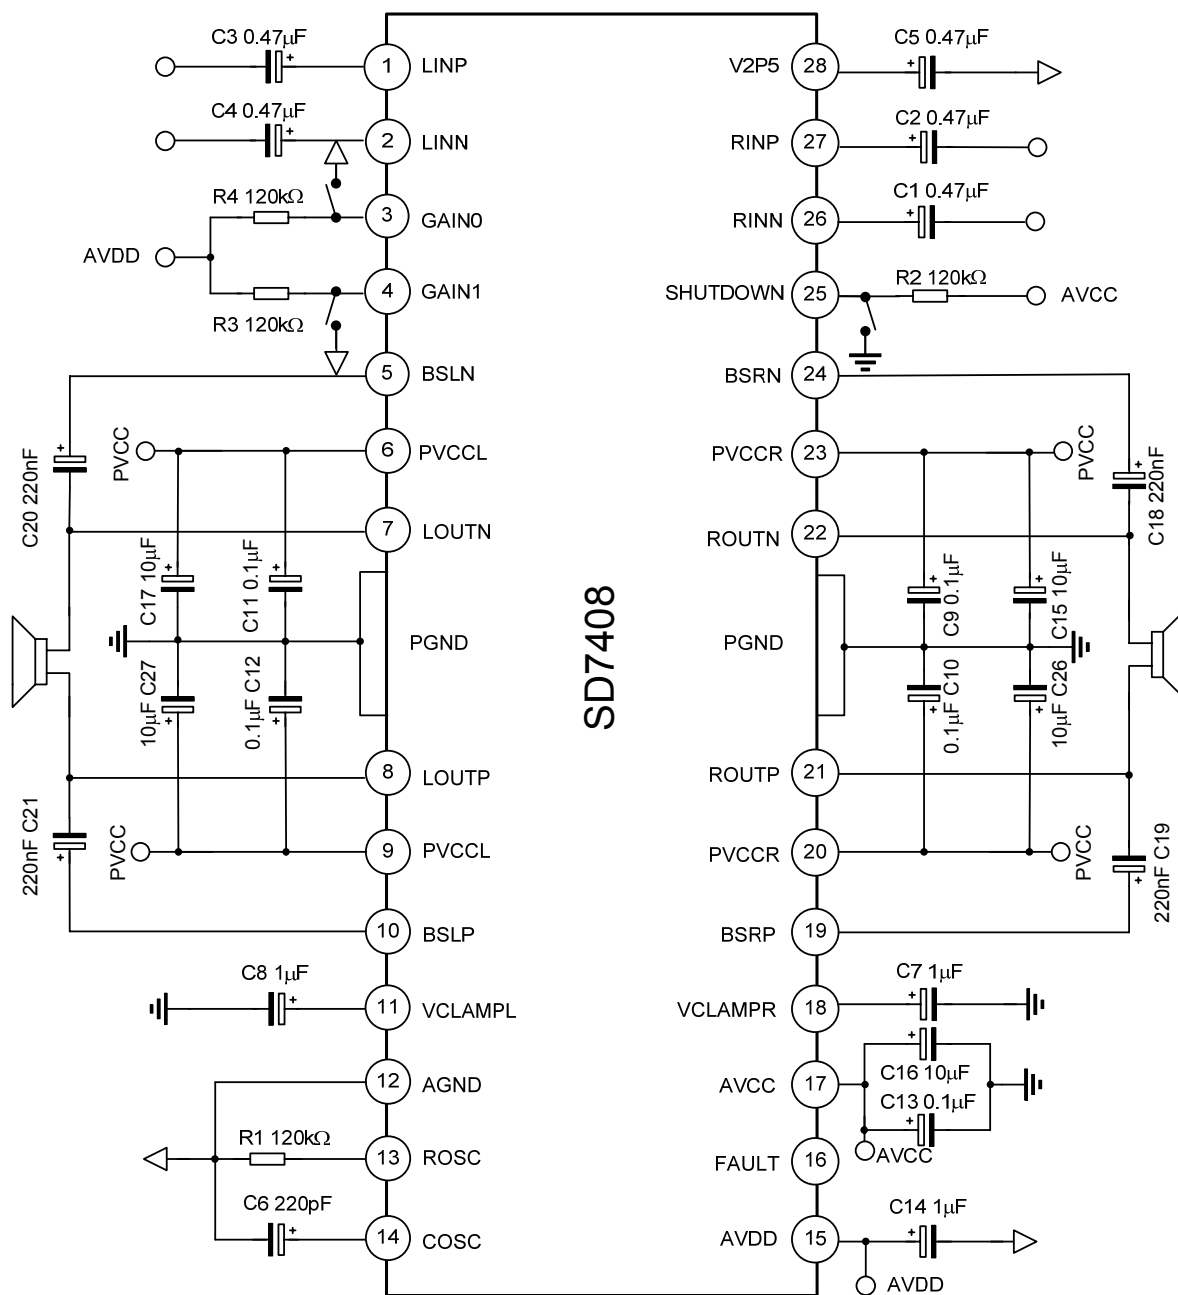 C3 0.47μF
1 LINP
C4 0.47μF
2 LINN
R4 120kΩ
3 GAIN0
AVDD
4 GAIN1
R3 120kΩ
5 BSLN
C20 220nF
PVCC
6 PVCCL
7 LOUTN
C17 10μF
C11 0.1μF
PGND
10μF C27
0.1μF C12
8 LOUTP
220nF C21
PVCC
9 PVCCL
10 BSLP
C8 1μF
11 VCLAMPL
12 AGND
R1 120kΩ
13 ROSC
C6 220pF
14 COSC
SD7408
C5 0.47μF
V2P5 28
C2 0.47μF
RINP 27
C1 0.47μF
RINN 26
R2 120kΩ
SHUTDOWN 25
AVCC
BSRN 24
PVCCR 23
PVCC
C18 220nF
ROUTN 22
C9 0.1μF
C15 10μF
PGND
0.1μF C10
10μF C26
ROUTP 21
PVCCR 20
PVCC
220nF C19
BSRP 19
C7 1μF
VCLAMPR 18
C16 10μF
AVCC 17
C13 0.1μF
AVCC
FAULT 16
C14 1μF
AVDD 15
AVDD